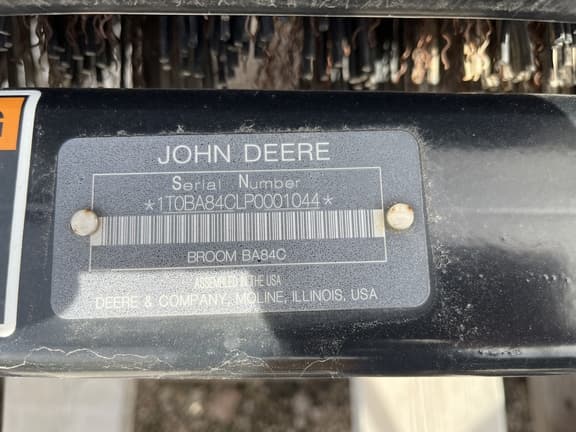 JOHN DEERE
Serial Number
*1T0BA84CLP0001044*
BROOM BA84C
ASSEMBLED IN THE USA
DEERE & COMPANY, MOLINE, ILLINOIS, USA